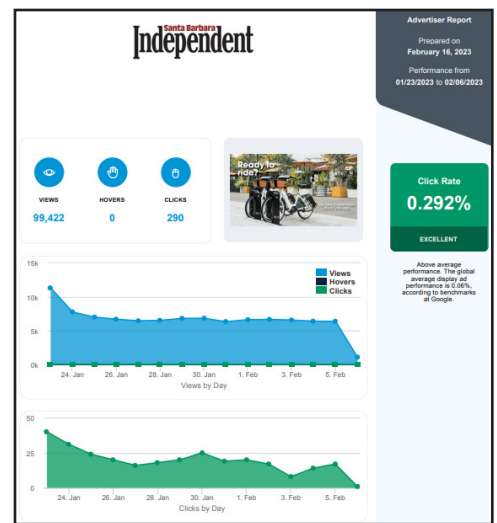 Santa Barbara
Independent
Advertiser Report
Prepared on
February 16, 2023
Performance from
01/23/2023 to 02/06/2023
VIEWS
99,422
HOVERS
0
CLICKS
290
Ready to
ride?
Click Rate
0.292%
EXCELLENT
Above average
performance. The global
average display ad
performance is 0.06%,
according to benchmarks
at Google.
15k
10k
5k
0k
Views
Hovers
Clicks
24. Jan
26. Jan
28. Jan
30. Jan
1. Feb
3. Feb
5. Feb
Views by Day
50
25
0
24. Jan
26. Jan
28. Jan
30. Jan
1. Feb
3. Feb
5. Feb
Clicks by Day